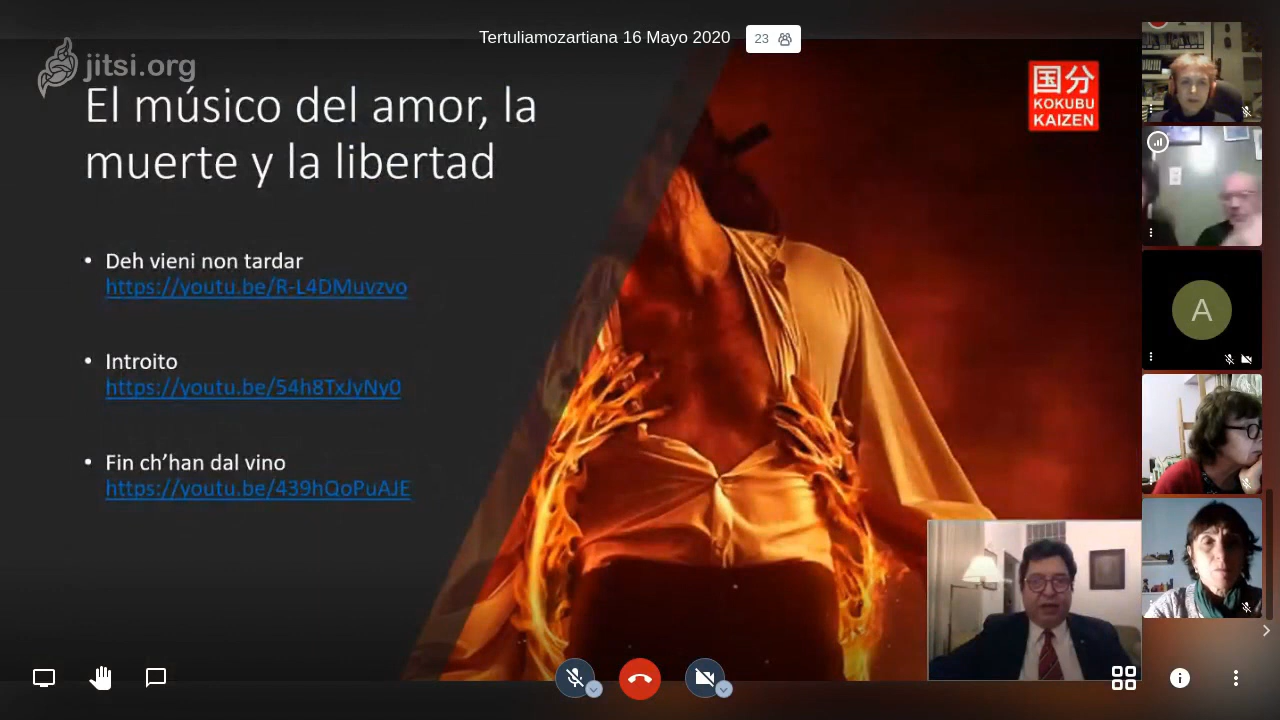 Tertuliamozartiana 16 Mayo 2020
23
jitsi.org
El músico del amor, la
muerte y la libertad
国分
KOKUBU
KAIZEN
• Deh vieni non tardar
https://youtu.be/R-L4DMuvzvo
• Introito
https://youtu.be/54h8TxJyNy0
• Fin ch’han dal vino
https://youtu.be/439hQoPuAJE
A